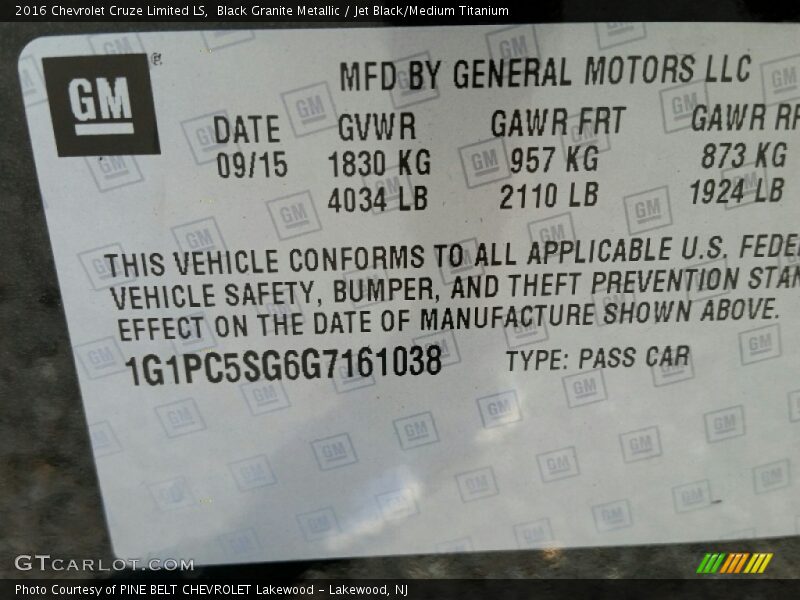 2016 Chevrolet Cruze Limited LS, Black Granite Metallic / Jet Black/Medium Titanium
GM ®
MFD BY GENERAL MOTORS LLC
DATE GVWR GAWR FRT GAWR RR
09/15 1830 KG 957 KG 873 KG
4034 LB 2110 LB 1924 LB
THIS VEHICLE CONFORMS TO ALL APPLICABLE U.S. FEDE
VEHICLE SAFETY, BUMPER, AND THEFT PREVENTION STAN
EFFECT ON THE DATE OF MANUFACTURE SHOWN ABOVE.
1G1PC5SG6G7161038 TYPE: PASS CAR
GTCARLOT.COM
Photo Courtesy of PINE BELT CHEVROLET Lakewood - Lakewood, NJ